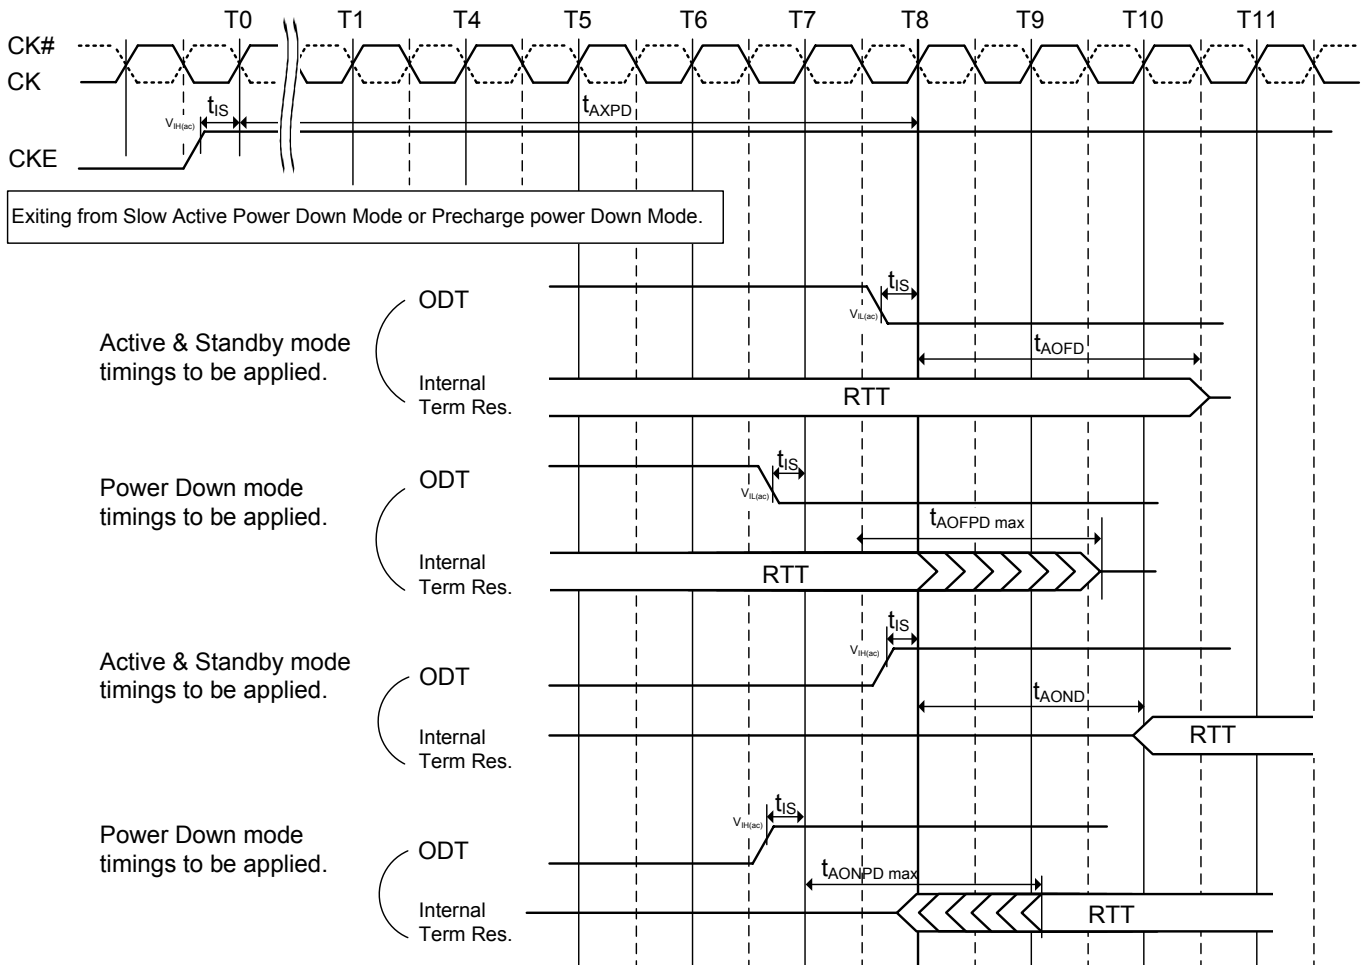 T0 T1 T4 T5 T6 T7 T8 T9 T10 T11
CK#
CK
tIS
tAXPD
VIH(ac)
CKE
Exiting from Slow Active Power Down Mode or Precharge power Down Mode.
ODT
tIS
VIL(ac)
Active & Standby mode
timings to be applied.
tAOFD
Internal
Term Res.
RTT
ODT
tIS
VIL(ac)
Power Down mode
timings to be applied.
tAOFPD max
Internal
Term Res.
RTT
tIS
VIH(ac)
Active & Standby mode
timings to be applied.
ODT
tAOND
Internal
Term Res.
RTT
tIS
VIH(ac)
Power Down mode
timings to be applied.
ODT
tAONPD max
Internal
Term Res.
RTT